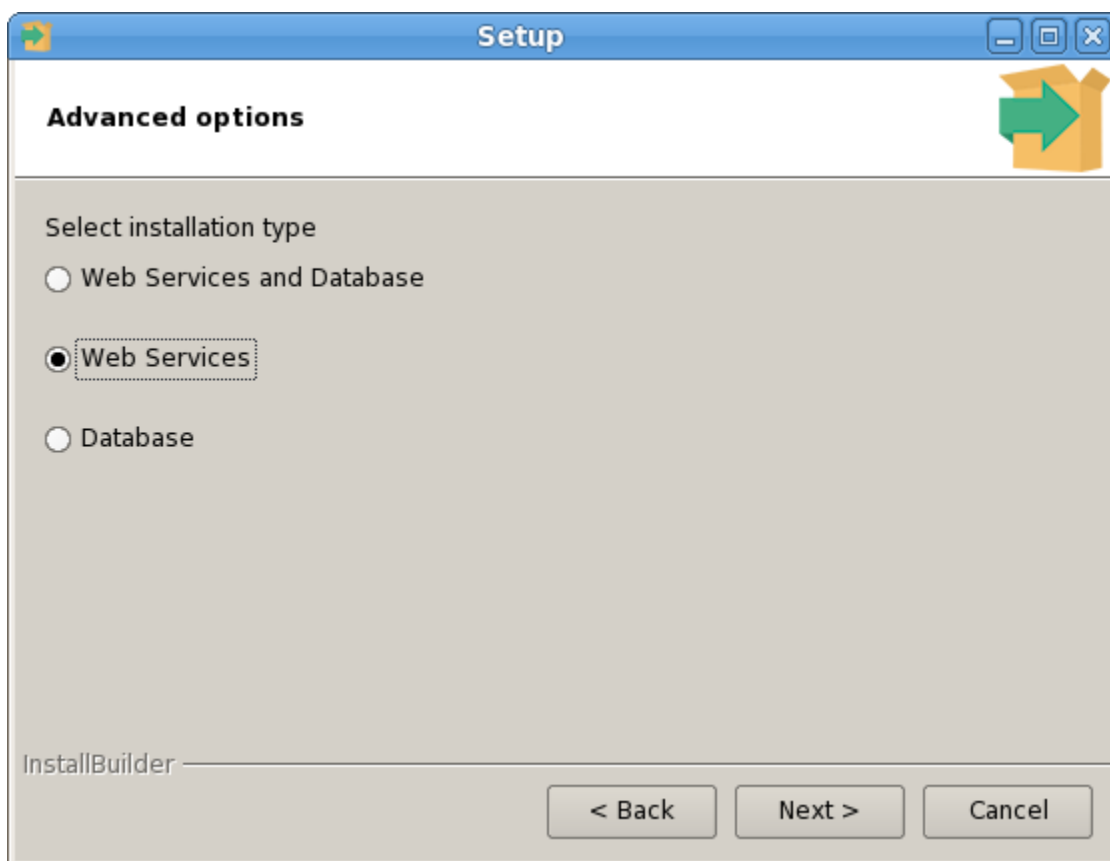 Setup
Advanced options
Select installation type
Web Services and Database
Web Services
Database
InstallBuilder
< Back Next > Cancel